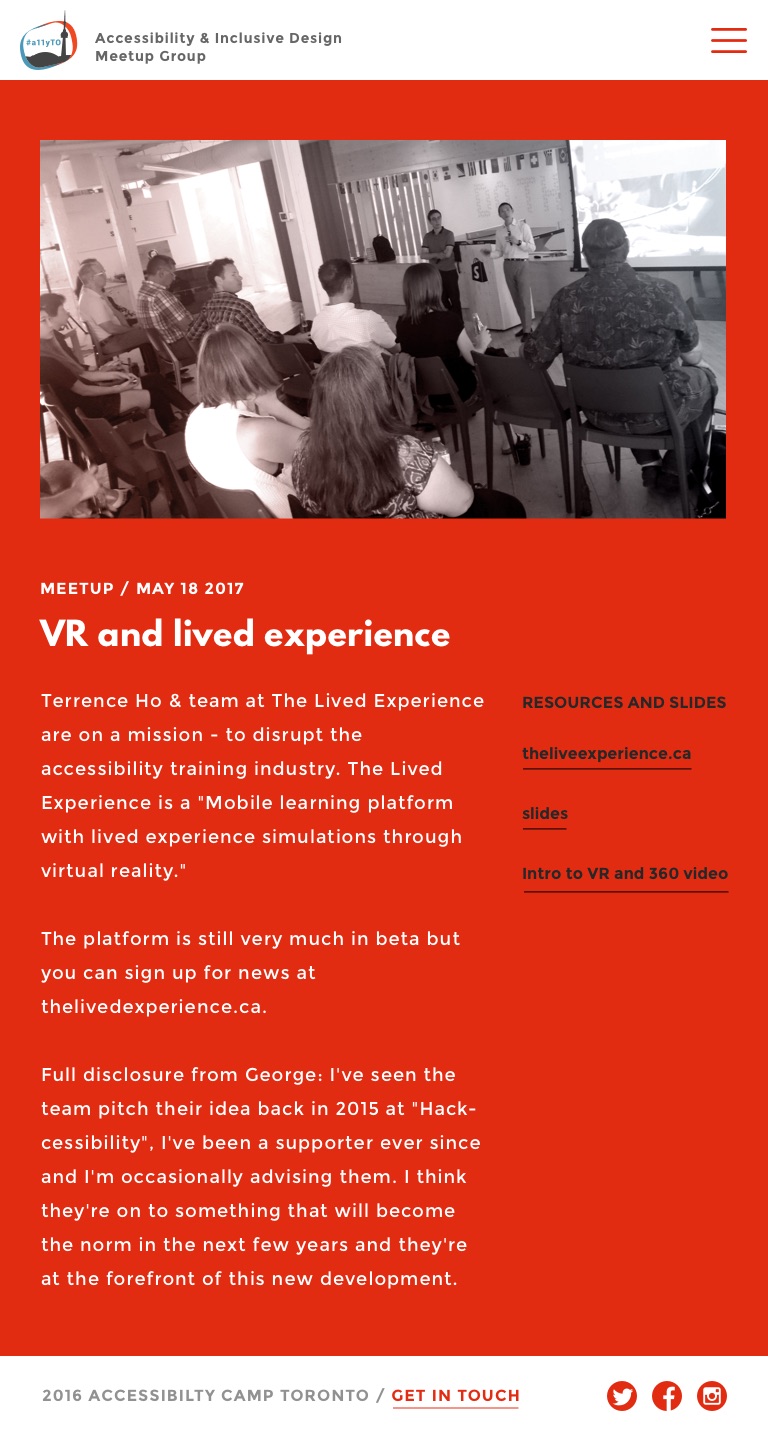 #a11yTO
Accessibility & Inclusive Design
Meetup Group
MEETUP / MAY 18 2017
VR and lived experience
Terrence Ho & team at The Lived Experience
are on a mission - to disrupt the
accessibility training industry. The Lived
Experience is a "Mobile learning platform
with lived experience simulations through
virtual reality."
The platform is still very much in beta but
you can sign up for news at
thelivedexperience.ca.
Full disclosure from George: I've seen the
team pitch their idea back in 2015 at "Hack-
cessibility", I've been a supporter ever since
and I'm occasionally advising them. I think
they're on to something that will become
the norm in the next few years and they're
at the forefront of this new development.
RESOURCES AND SLIDES
theliveexperience.ca
slides
Intro to VR and 360 video
2016 ACCESSIBILTY CAMP TORONTO / GET IN TOUCH